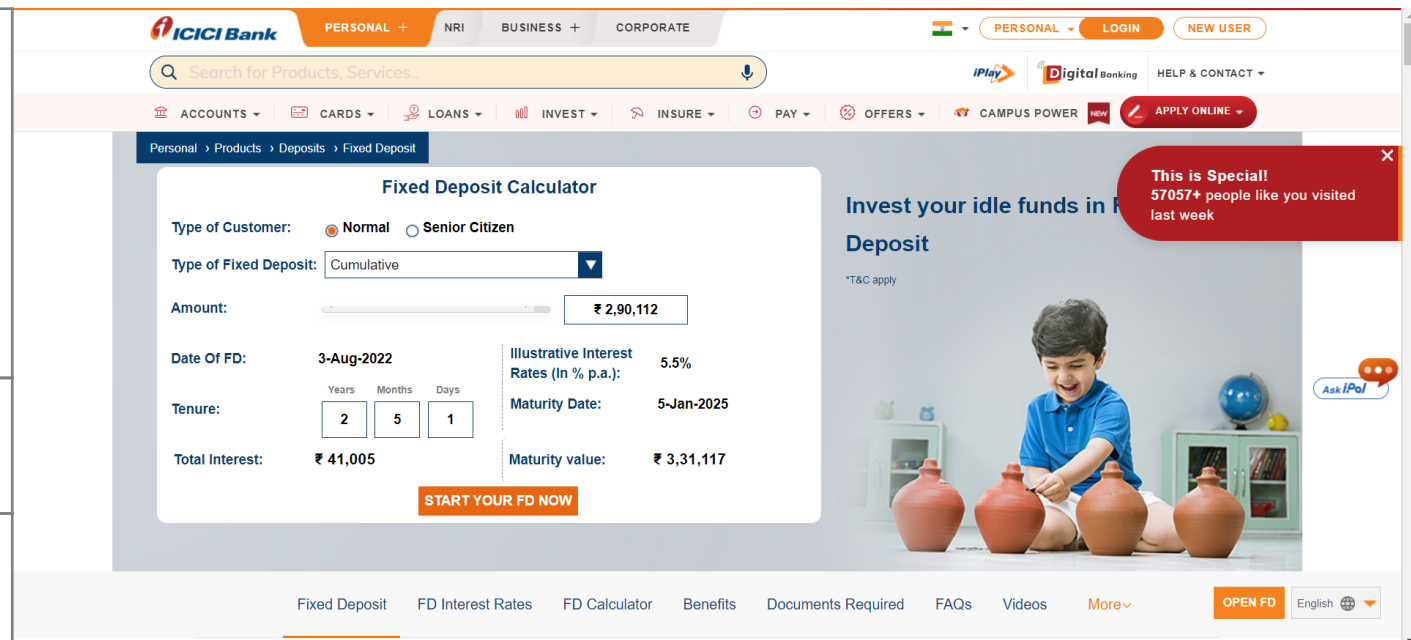 ICICI Bank
PERSONAL + NRI BUSINESS + CORPORATE PERSONAL LOGIN NEW USER
Search for Products, Services.. iPlay Digital Banking HELP & CONTACT
ACCOUNTS CARDS LOANS INVEST INSURE PAY OFFERS CAMPUS POWER NEW APPLY ONLINE
Personal › Products › Deposits › Fixed Deposit
Fixed Deposit Calculator
Type of Customer: Normal Senior Citizen
Type of Fixed Deposit: Cumulative
Amount: ₹ 2,90,112
Date Of FD: 3-Aug-2022
Illustrative Interest
Rates (In % p.a.): 5.5%
Years Months Days
Tenure: 2 5 1
Maturity Date: 5-Jan-2025
Total Interest: ₹ 41,005
Maturity value: ₹ 3,31,117
START YOUR FD NOW
Invest your idle funds in
Deposit
*T&C apply
This is Special!
57057+ people like you visited
last week
Ask iPal
Fixed Deposit FD Interest Rates FD Calculator Benefits Documents Required FAQs Videos More OPEN FD English